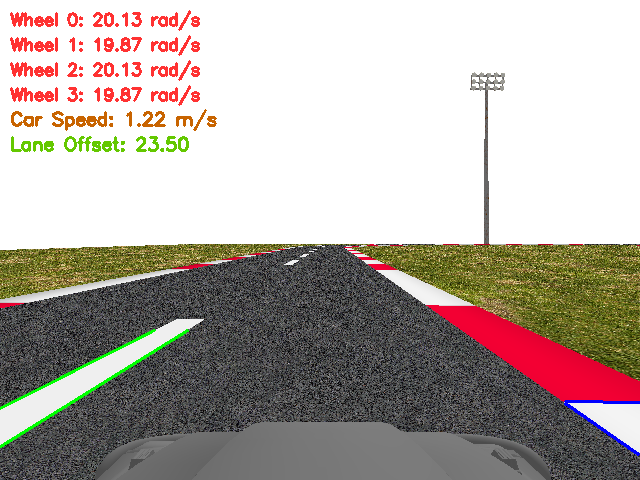 Wheel 0: 20.13 rad/s
Wheel 1: 19.87 rad/s
Wheel 2: 20.13 rad/s
Wheel 3: 19.87 rad/s
Car Speed: 1.22 m/s
Lane Offset: 23.50